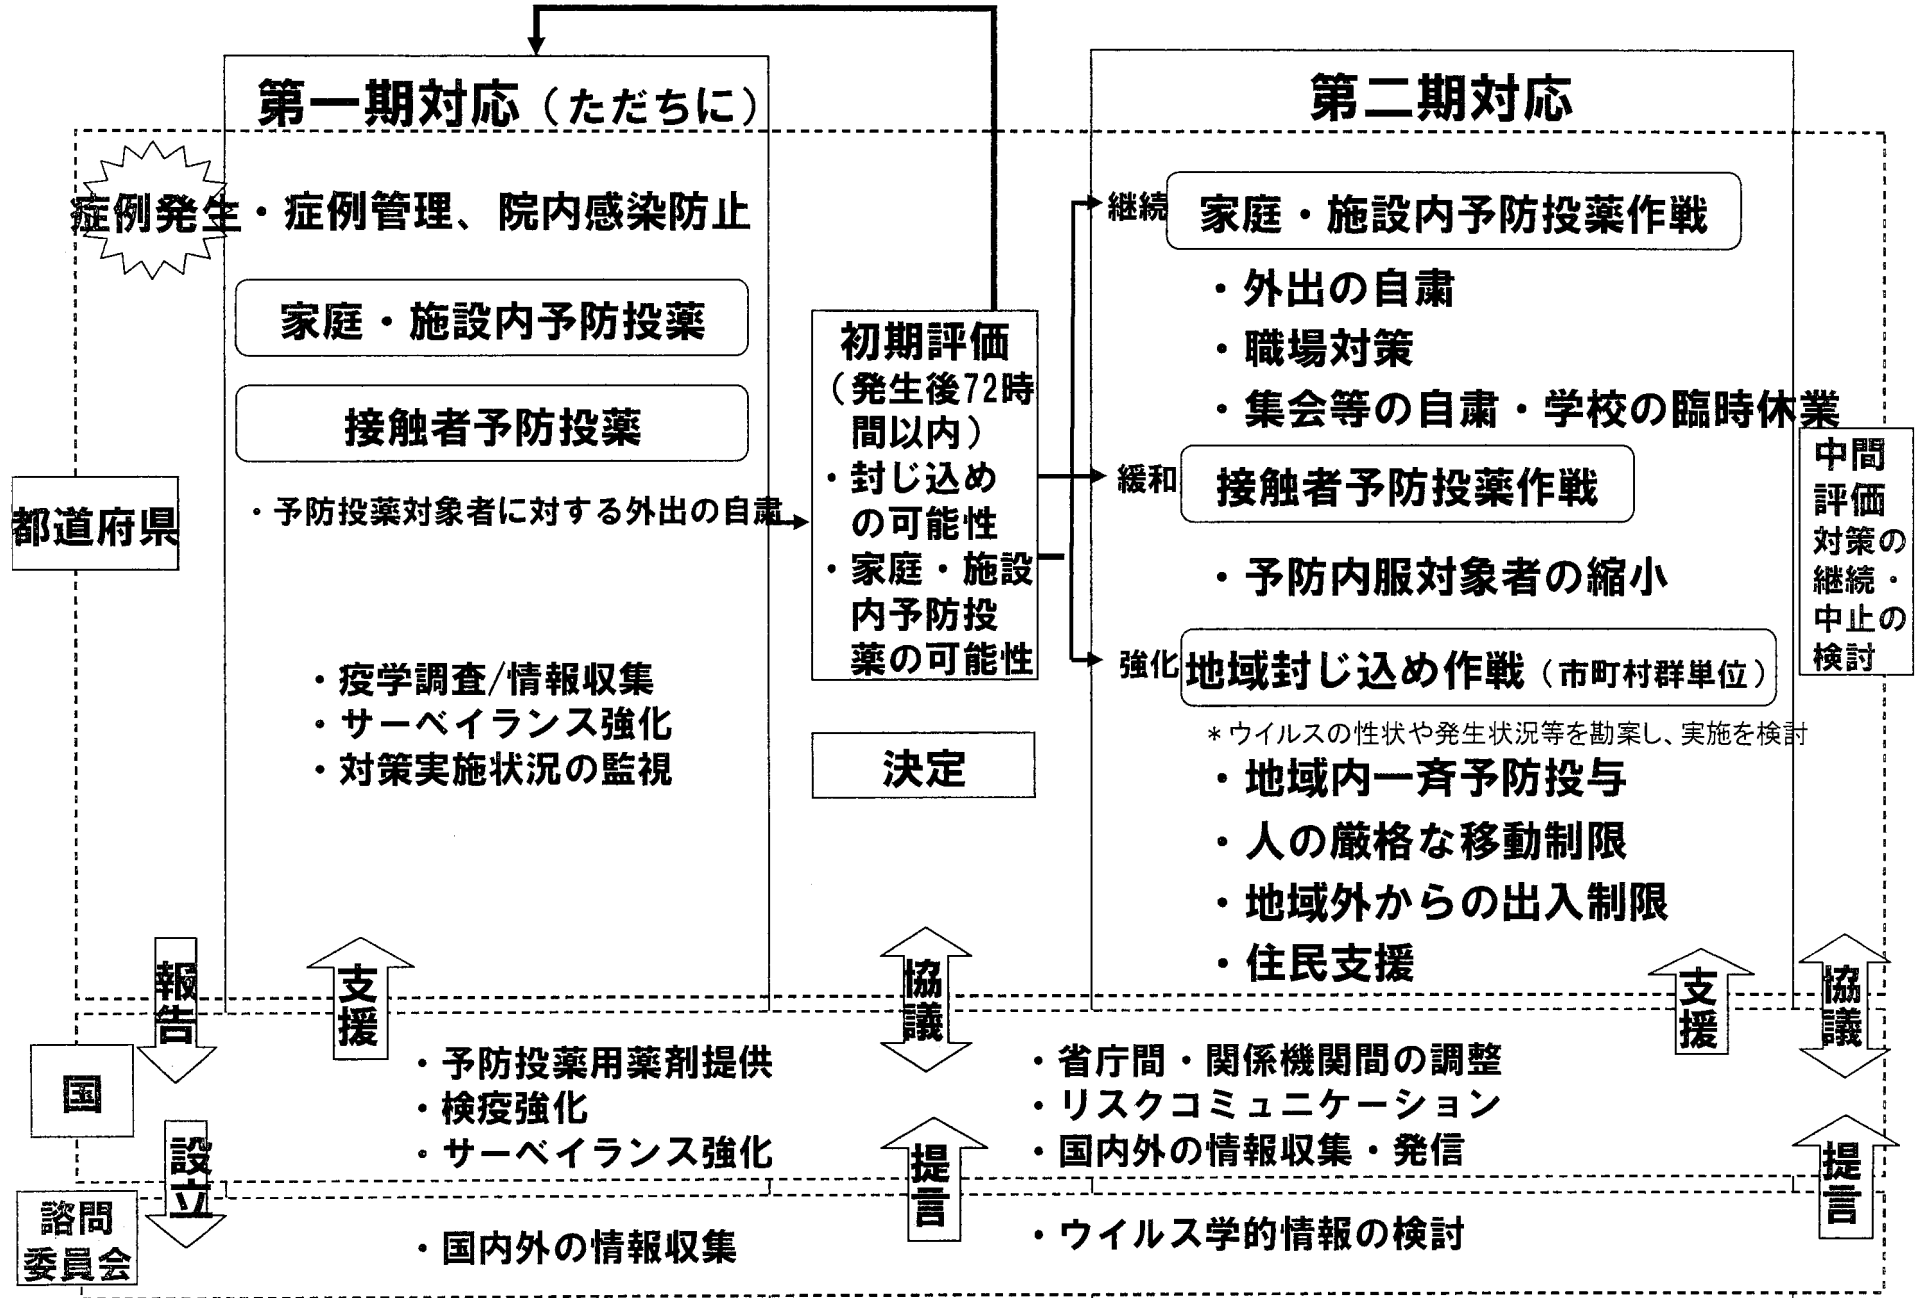 第一期対応（ただちに）
症例発生
・症例管理、院内感染防止
家庭・施設内予防投薬
接触者予防投薬
・予防投薬対象者に対する外出の自粛
・疫学調査/情報収集
・サーベイランス強化
・対策実施状況の監視
都道府県
初期評価
（発生後72時
間以内）
・封じ込め
の可能性
・家庭・施設
内予防投
薬の可能性
決定
第二期対応
継続
家庭・施設内予防投薬作戦
・外出の自粛
・職場対策
・集会等の自粛・学校の臨時休業
緩和
接触者予防投薬作戦
・予防内服対象者の縮小
強化
地域封じ込め作戦（市町村群単位）
＊ウイルスの性状や発生状況等を勘案し、実施を検討
・地域内一斉予防投与
・人の厳格な移動制限
・地域外からの出入制限
・住民支援
中間
評価
対策の
継続・
中止の
検討
報告
支援
協議
支援
協議
国
・予防投薬用薬剤提供
・検疫強化
・サーベイランス強化
・省庁間・関係機関間の調整
・リスクコミュニケーション
・国内外の情報収集・発信
設立
提言
提言
諮問
委員会
・国内外の情報収集
・ウイルス学的情報の検討